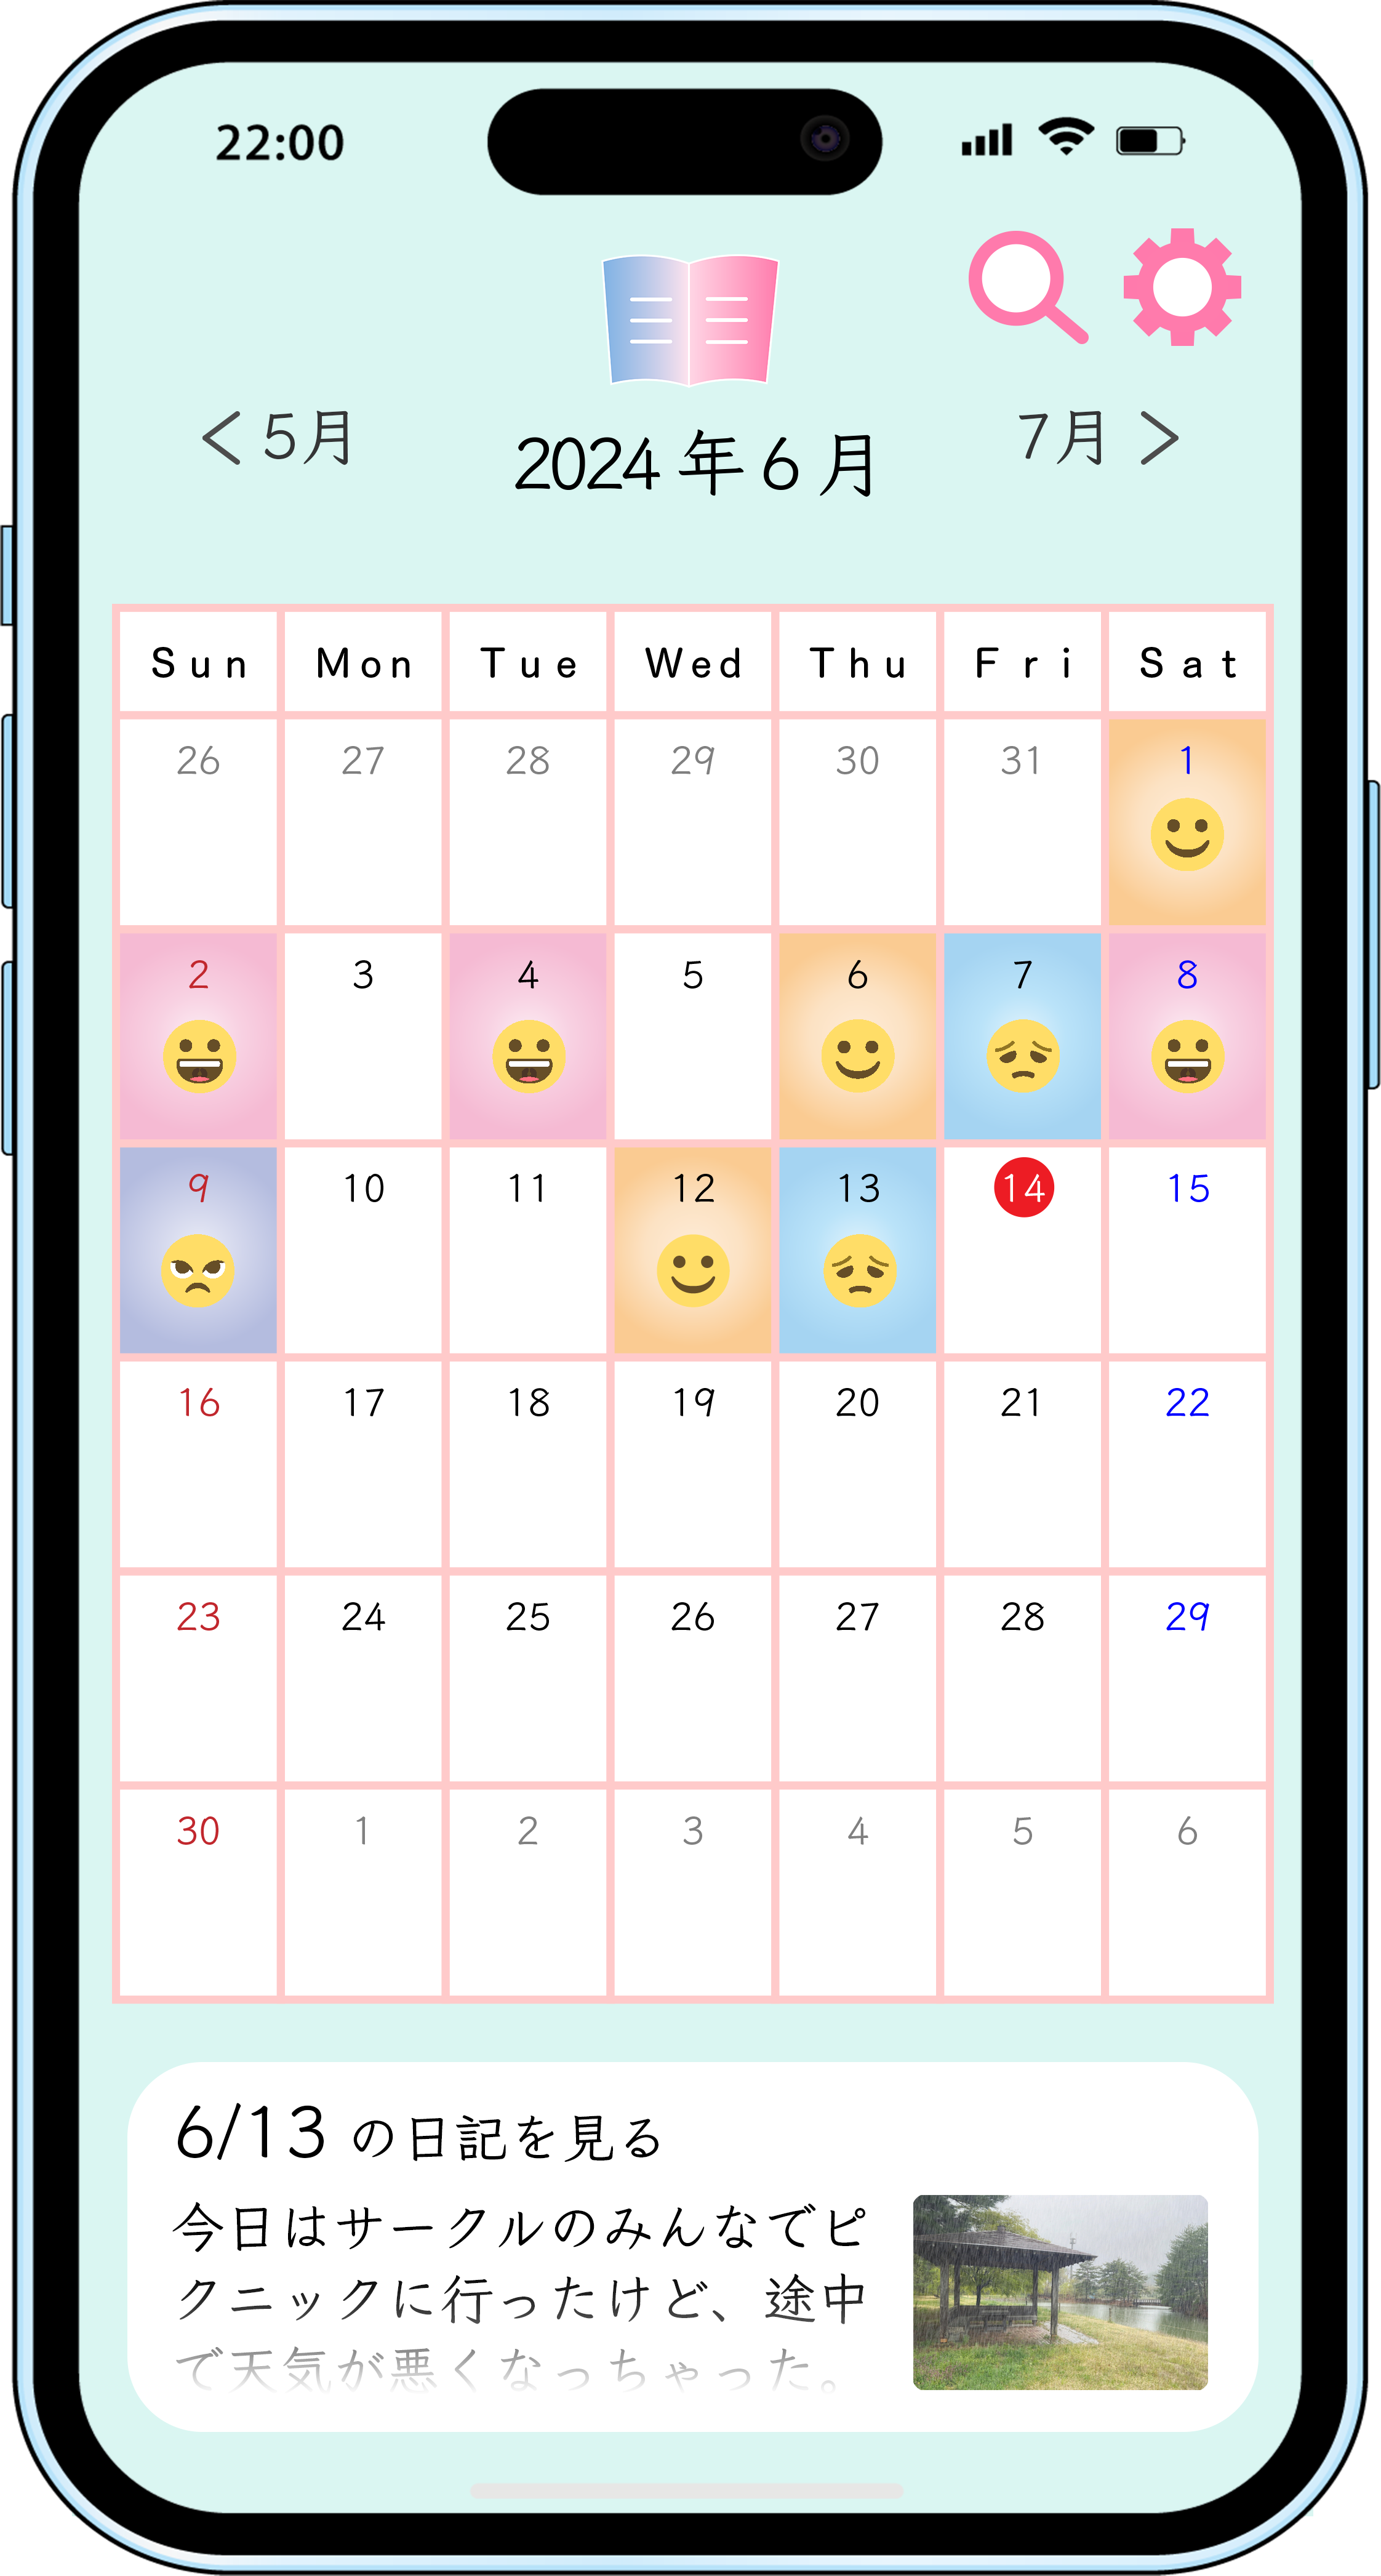 22:00
5月
2024年6月
7月
Sun Mon Tue Wed Thu Fri Sat
26 27 28 29 30 31 1
2 3 4 5 6 7 8
9 10 11 12 13 14 15
16 17 18 19 20 21 22
23 24 25 26 27 28 29
30 1 2 3 4 5 6
6/13 の日記を見る
今日はサークルのみんなでピ
クニックに行ったけど、途中
で天気が悪くなっちゃった。